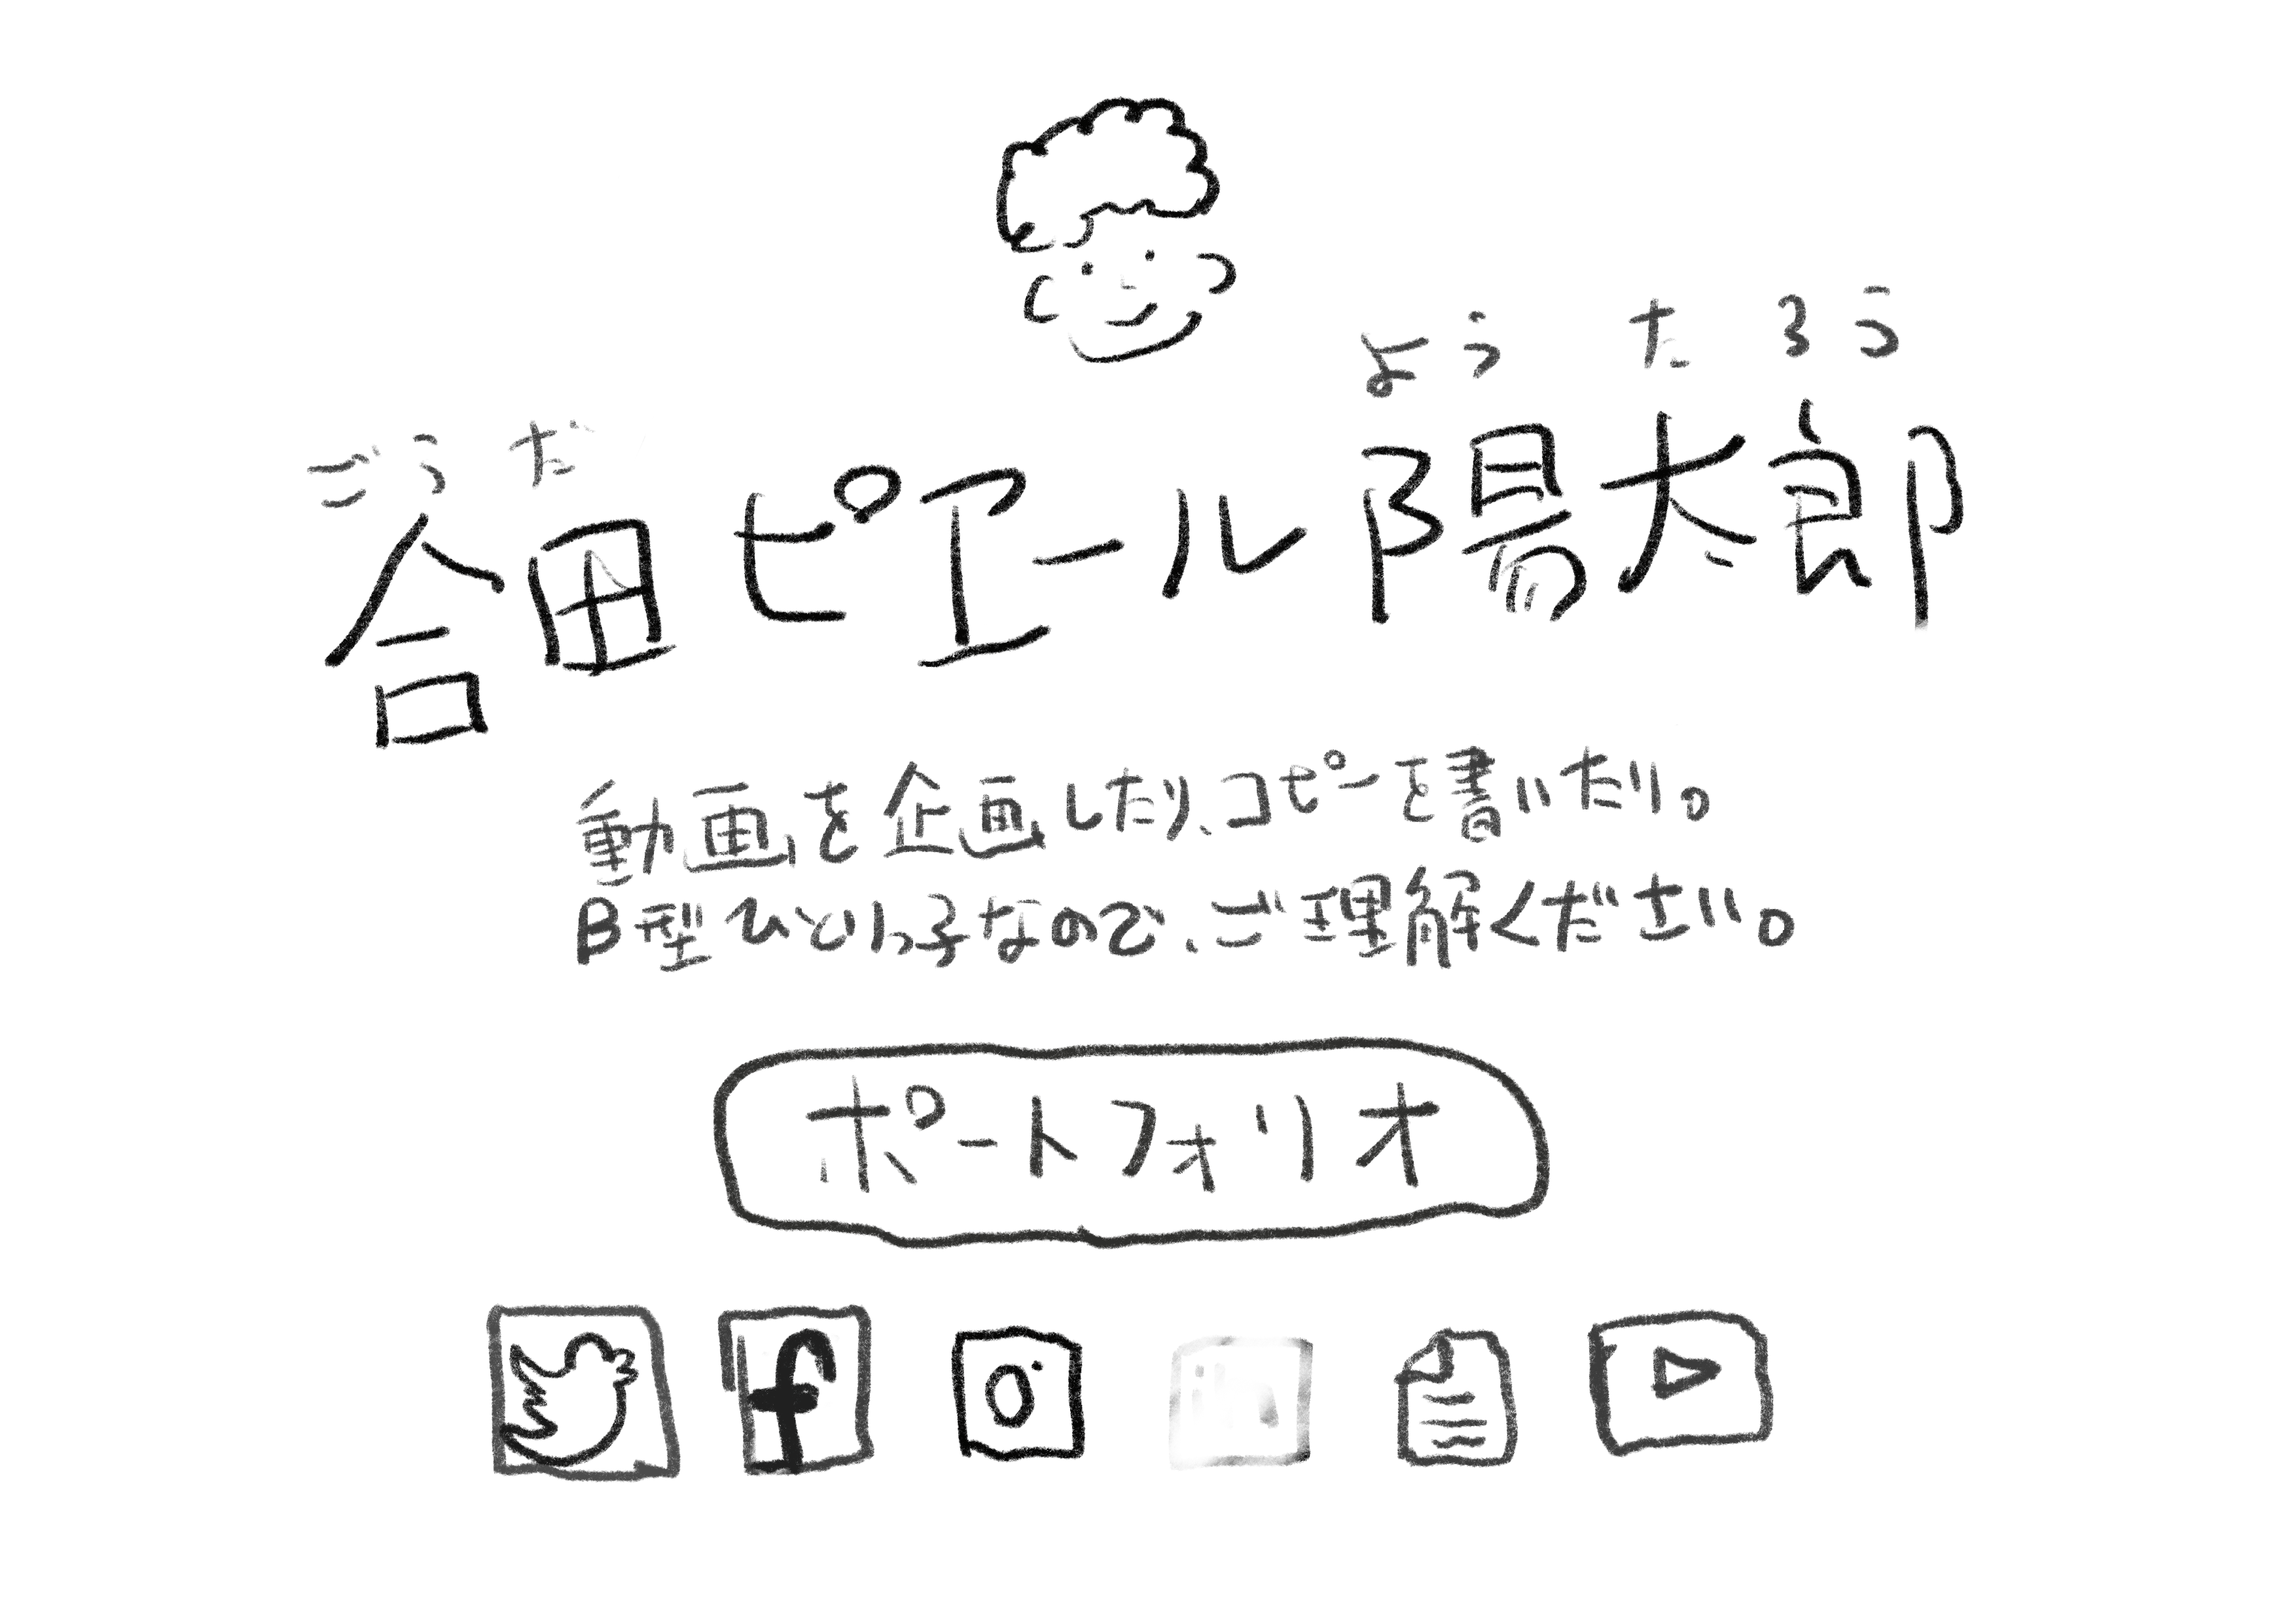 ごうだ ようたろう
合田ピエール陽太郎
動画を企画したり、コピーを書いたり。
B型ひとりっ子なので、ご理解ください。
ポートフォリオ
f
in